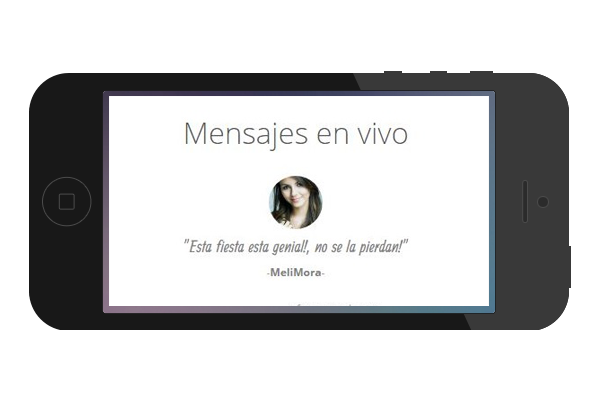 Mensajes en vivo
"Esta fiesta esta genial!, no se la pierdan!"
-MeliMora-